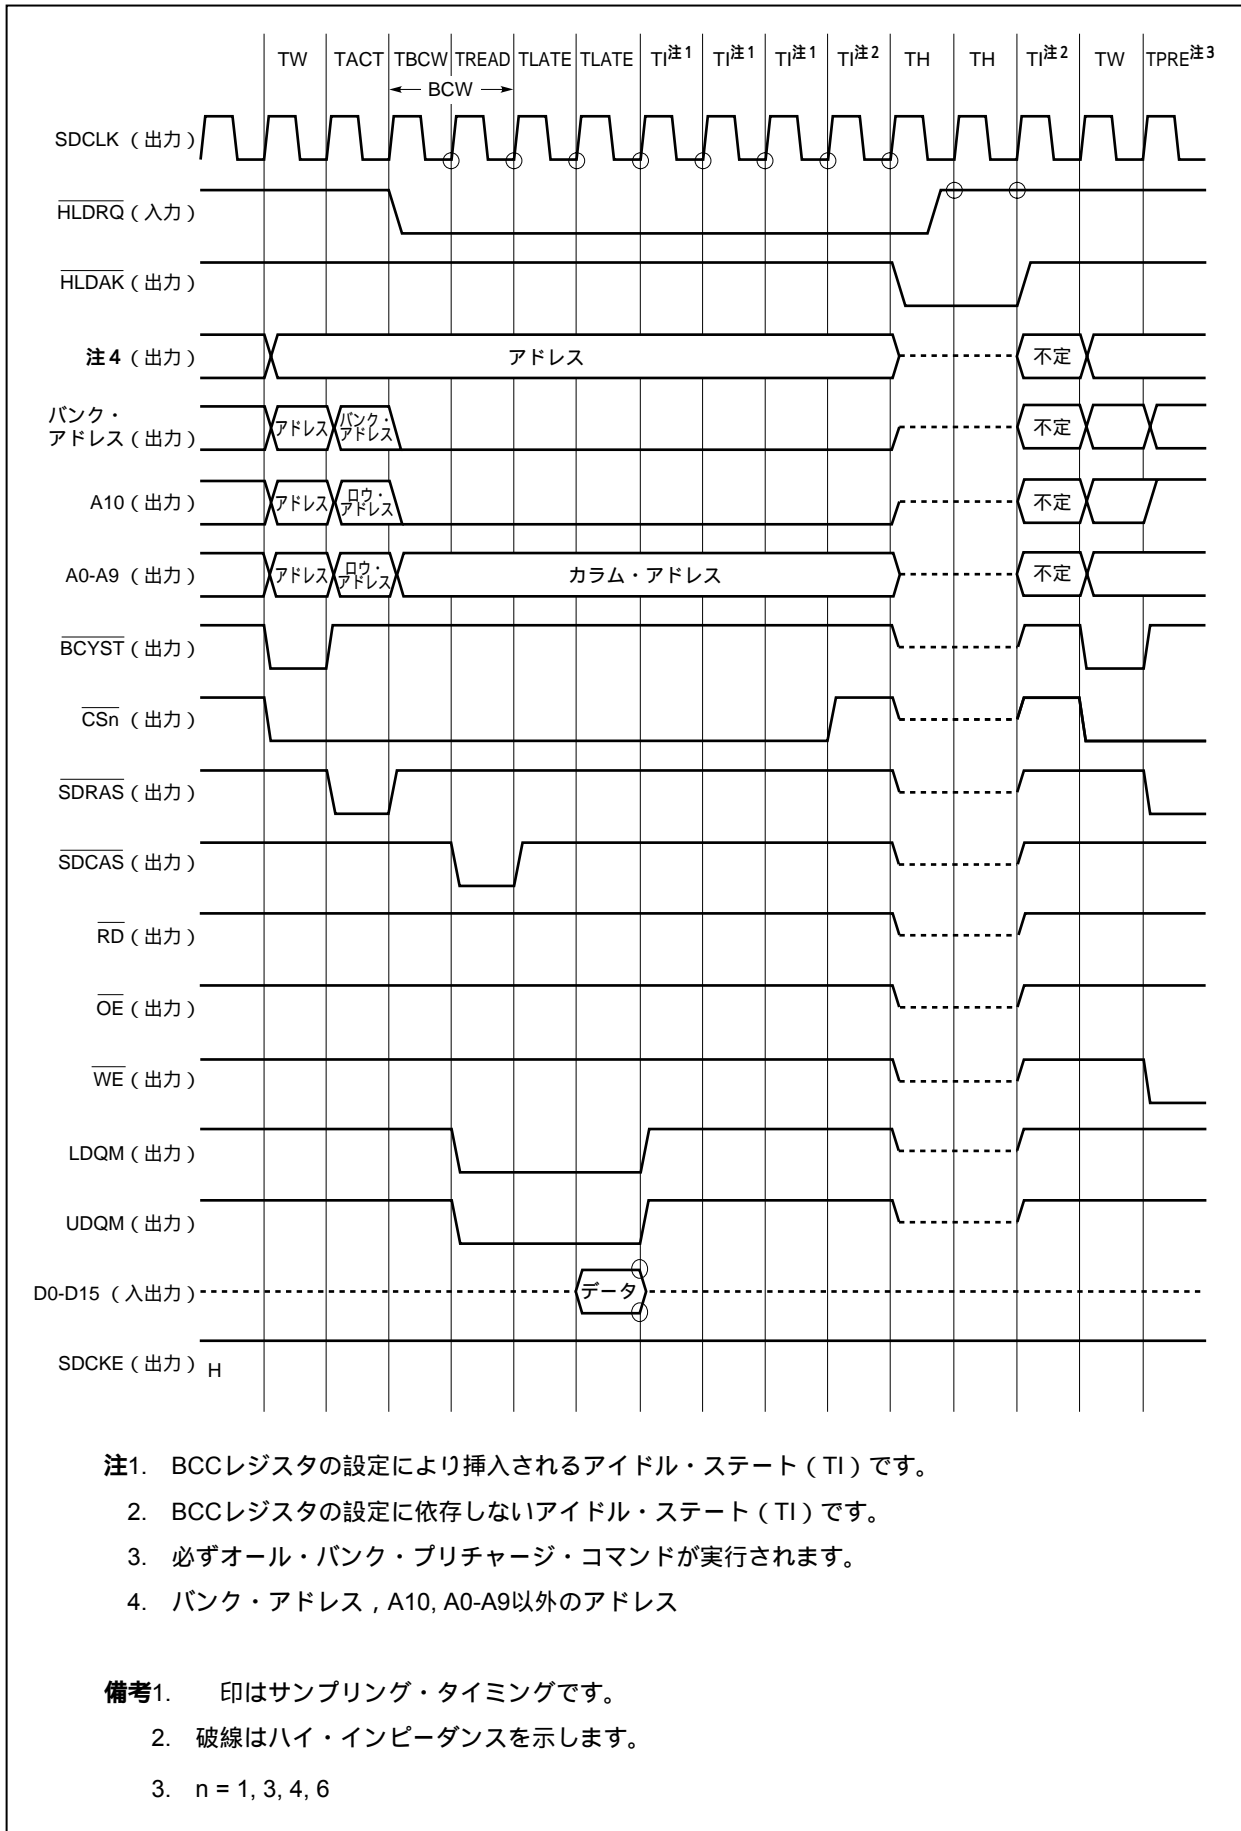 TW TACT TBCW TREAD TLATE TLATE TI注1 TI注1 TI注1 TI注2 TH TH TI注2 TW TPRE注3
BCW
SDCLK（出力）
HLDRQ（入力）
HLDAK（出力）
注4（出力） アドレス 不定
バンク・
アドレス（出力） アドレス バンク・アドレス 不定
A10（出力） アドレス ロウ・アドレス 不定
A0-A9（出力） アドレス ロウ・アドレス カラム・アドレス 不定
BCYST（出力）
CSn（出力）
SDRAS（出力）
SDCAS（出力）
RD（出力）
OE（出力）
WE（出力）
LDQM（出力）
UDQM（出力）
D0-D15（入出力） データ
SDCKE（出力） H
注1. BCCレジスタの設定により挿入されるアイドル・ステート（TI）です。
2. BCCレジスタの設定に依存しないアイドル・ステート（TI）です。
3. 必ずオール・バンク・プリチャージ・コマンドが実行されます。
4. バンク・アドレス，A10, A0-A9以外のアドレス
備考1. 印はサンプリング・タイミングです。
2. 破線はハイ・インピーダンスを示します。
3. n = 1, 3, 4, 6